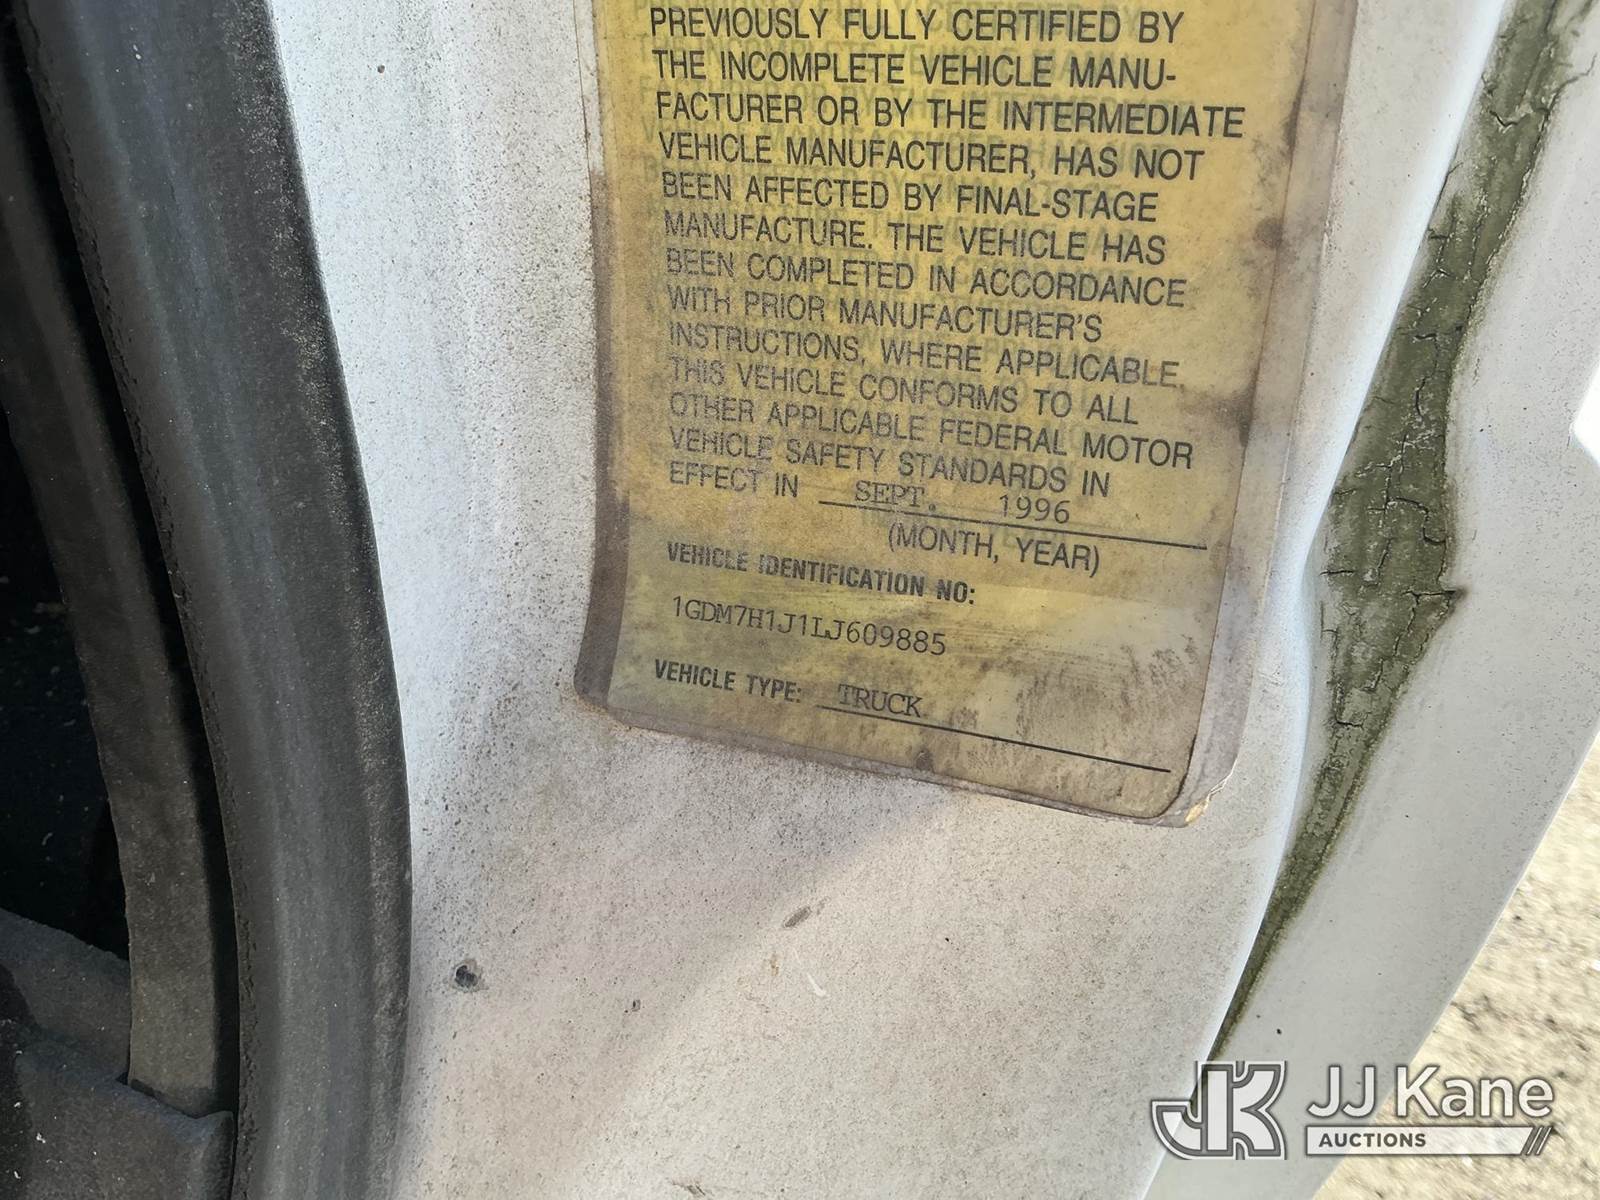 PREVIOUSLY FULLY CERTIFIED BY
THE INCOMPLETE VEHICLE MANU-
FACTURER OR BY THE INTERMEDIATE
VEHICLE MANUFACTURER, HAS NOT
BEEN AFFECTED BY FINAL-STAGE
MANUFACTURE. THE VEHICLE HAS
BEEN COMPLETED IN ACCORDANCE
WITH PRIOR MANUFACTURER'S
INSTRUCTIONS, WHERE APPLICABLE,
THIS VEHICLE CONFORMS TO ALL
OTHER APPLICABLE FEDERAL MOTOR
VEHICLE SAFETY STANDARDS IN
EFFECT IN SEPT. 1996
(MONTH, YEAR)
VEHICLE IDENTIFICATION NO:
1GDM7H1J1LJ609885
VEHICLE TYPE: TRUCK
JK JJ Kane
AUCTIONS